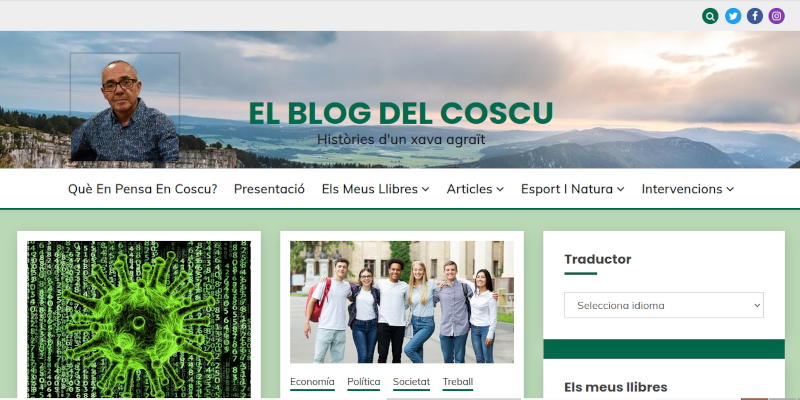 EL BLOG DEL COSCU
Històries d'un xava agraït
Què En Pensa En Coscu? Presentació Els Meus Llibres Articles Esport I Natura Intervencions
Traductor
Selecciona idioma
Economía Política Societat Treball
Els meus llibres